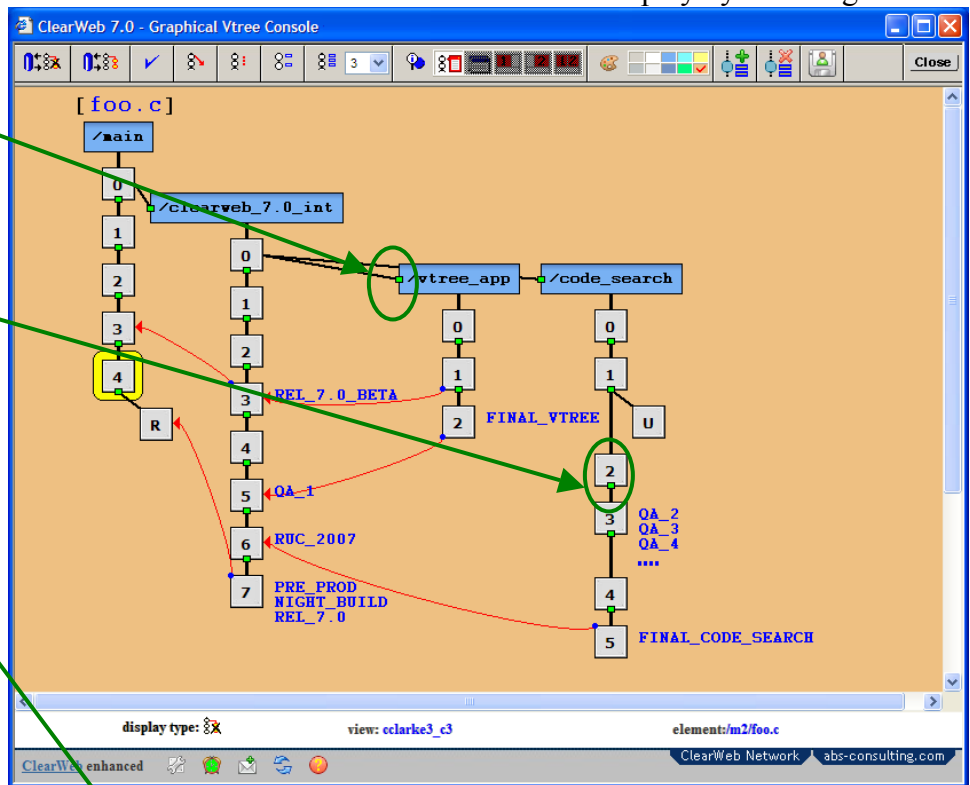 ClearWeb 7.0 - Graphical Vtree Console
3
Close
[foo.c]
/main
0
/clearweb_7.0_int
1
0
/vtree_app
/code_search
2
1
0
0
3
2
1
1
4
3
REL_7.0_BETA
2
FINAL_VTREE
U
R
4
2
5
QA_1
3
QA_2
QA_3
QA_4
....
6
RUC_2007
7
PRE_PROD
NIGHT_BUILD
REL_7.0
4
5
FINAL_CODE_SEARCH
display type:
view: cclarke3_c3
element:/m2/foo.c
ClearWeb enhanced
ClearWeb Network
abs-consulting.com